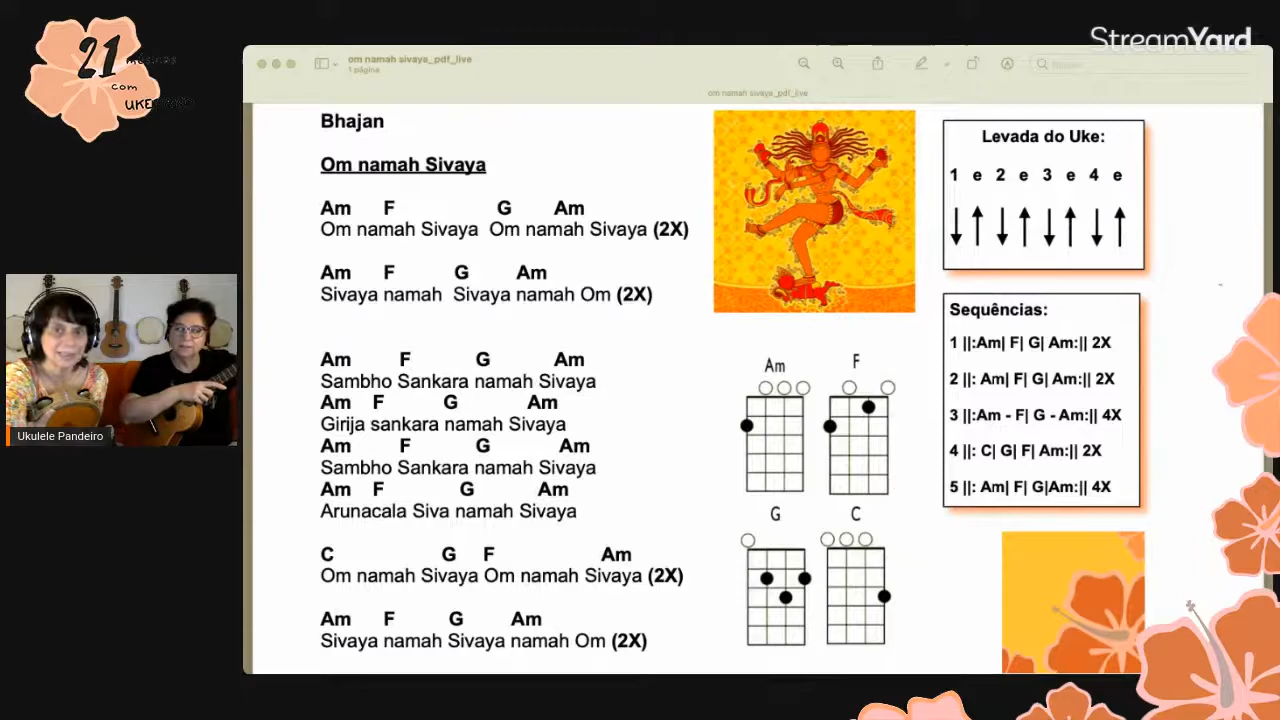 StreamYard
21
com
om namah sivaya_pdf_live
1 página
Buscar
om namah sivaya_pdf_live
Bhajan
Om namah Sivaya
Am F G Am
Om namah Sivaya Om namah Sivaya (2X)
Am F G Am
Sivaya namah Sivaya namah Om (2X)
Am F G Am
Sambho Sankara namah Sivaya
Am F G Am
Girija sankara namah Sivaya
Am F G Am
Sambho Sankara namah Sivaya
Am F G Am
Arunacala Siva namah Sivaya
C G F Am
Om namah Sivaya Om namah Sivaya (2X)
Am F G Am
Sivaya namah Sivaya namah Om (2X)
Am F
G C
Levada do Uke:
1 e 2 e 3 e 4 e
Sequências:
1 ||:Am| F| G| Am:|| 2X
2 ||: Am| F| G| Am:|| 2X
3 ||:Am - F| G - Am:|| 4X
4 ||: C| G| F| Am:|| 2X
5 ||: Am| F| G|Am:|| 4X
Ukulele Pandeiro